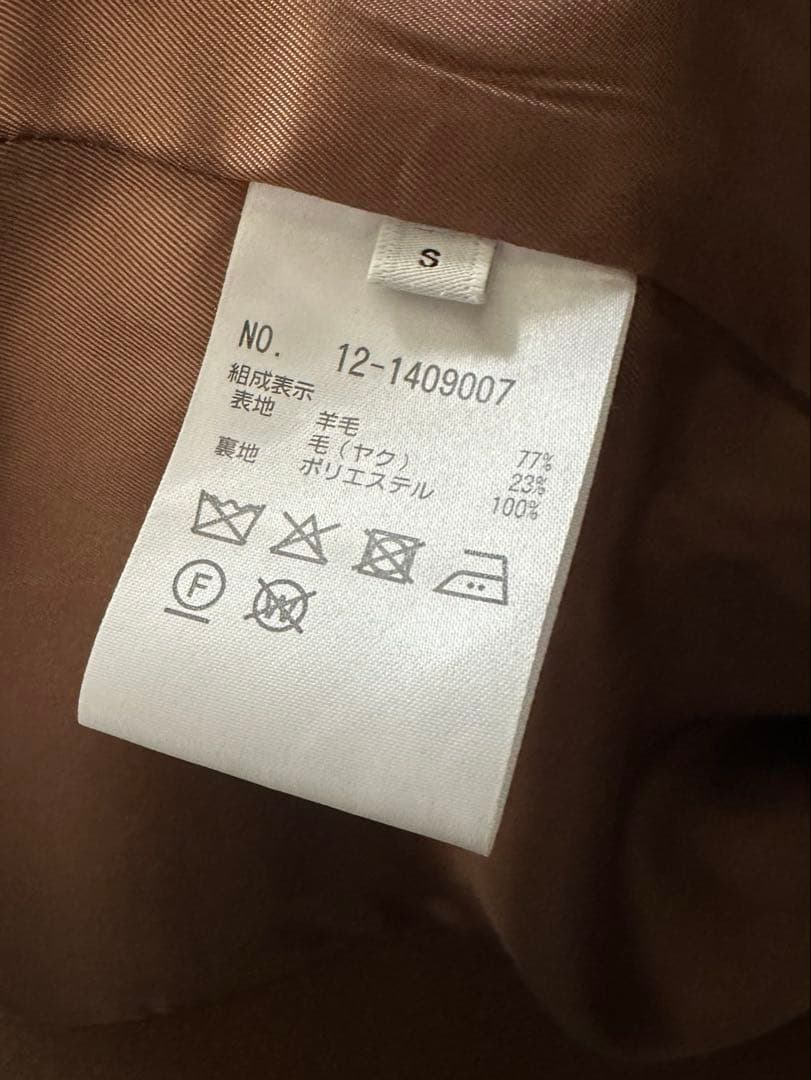 S
NO. 12-1409007
組成表示
表地 羊毛 77%
毛(ヤク) 23%
裏地 ポリエステル 100%
F
W